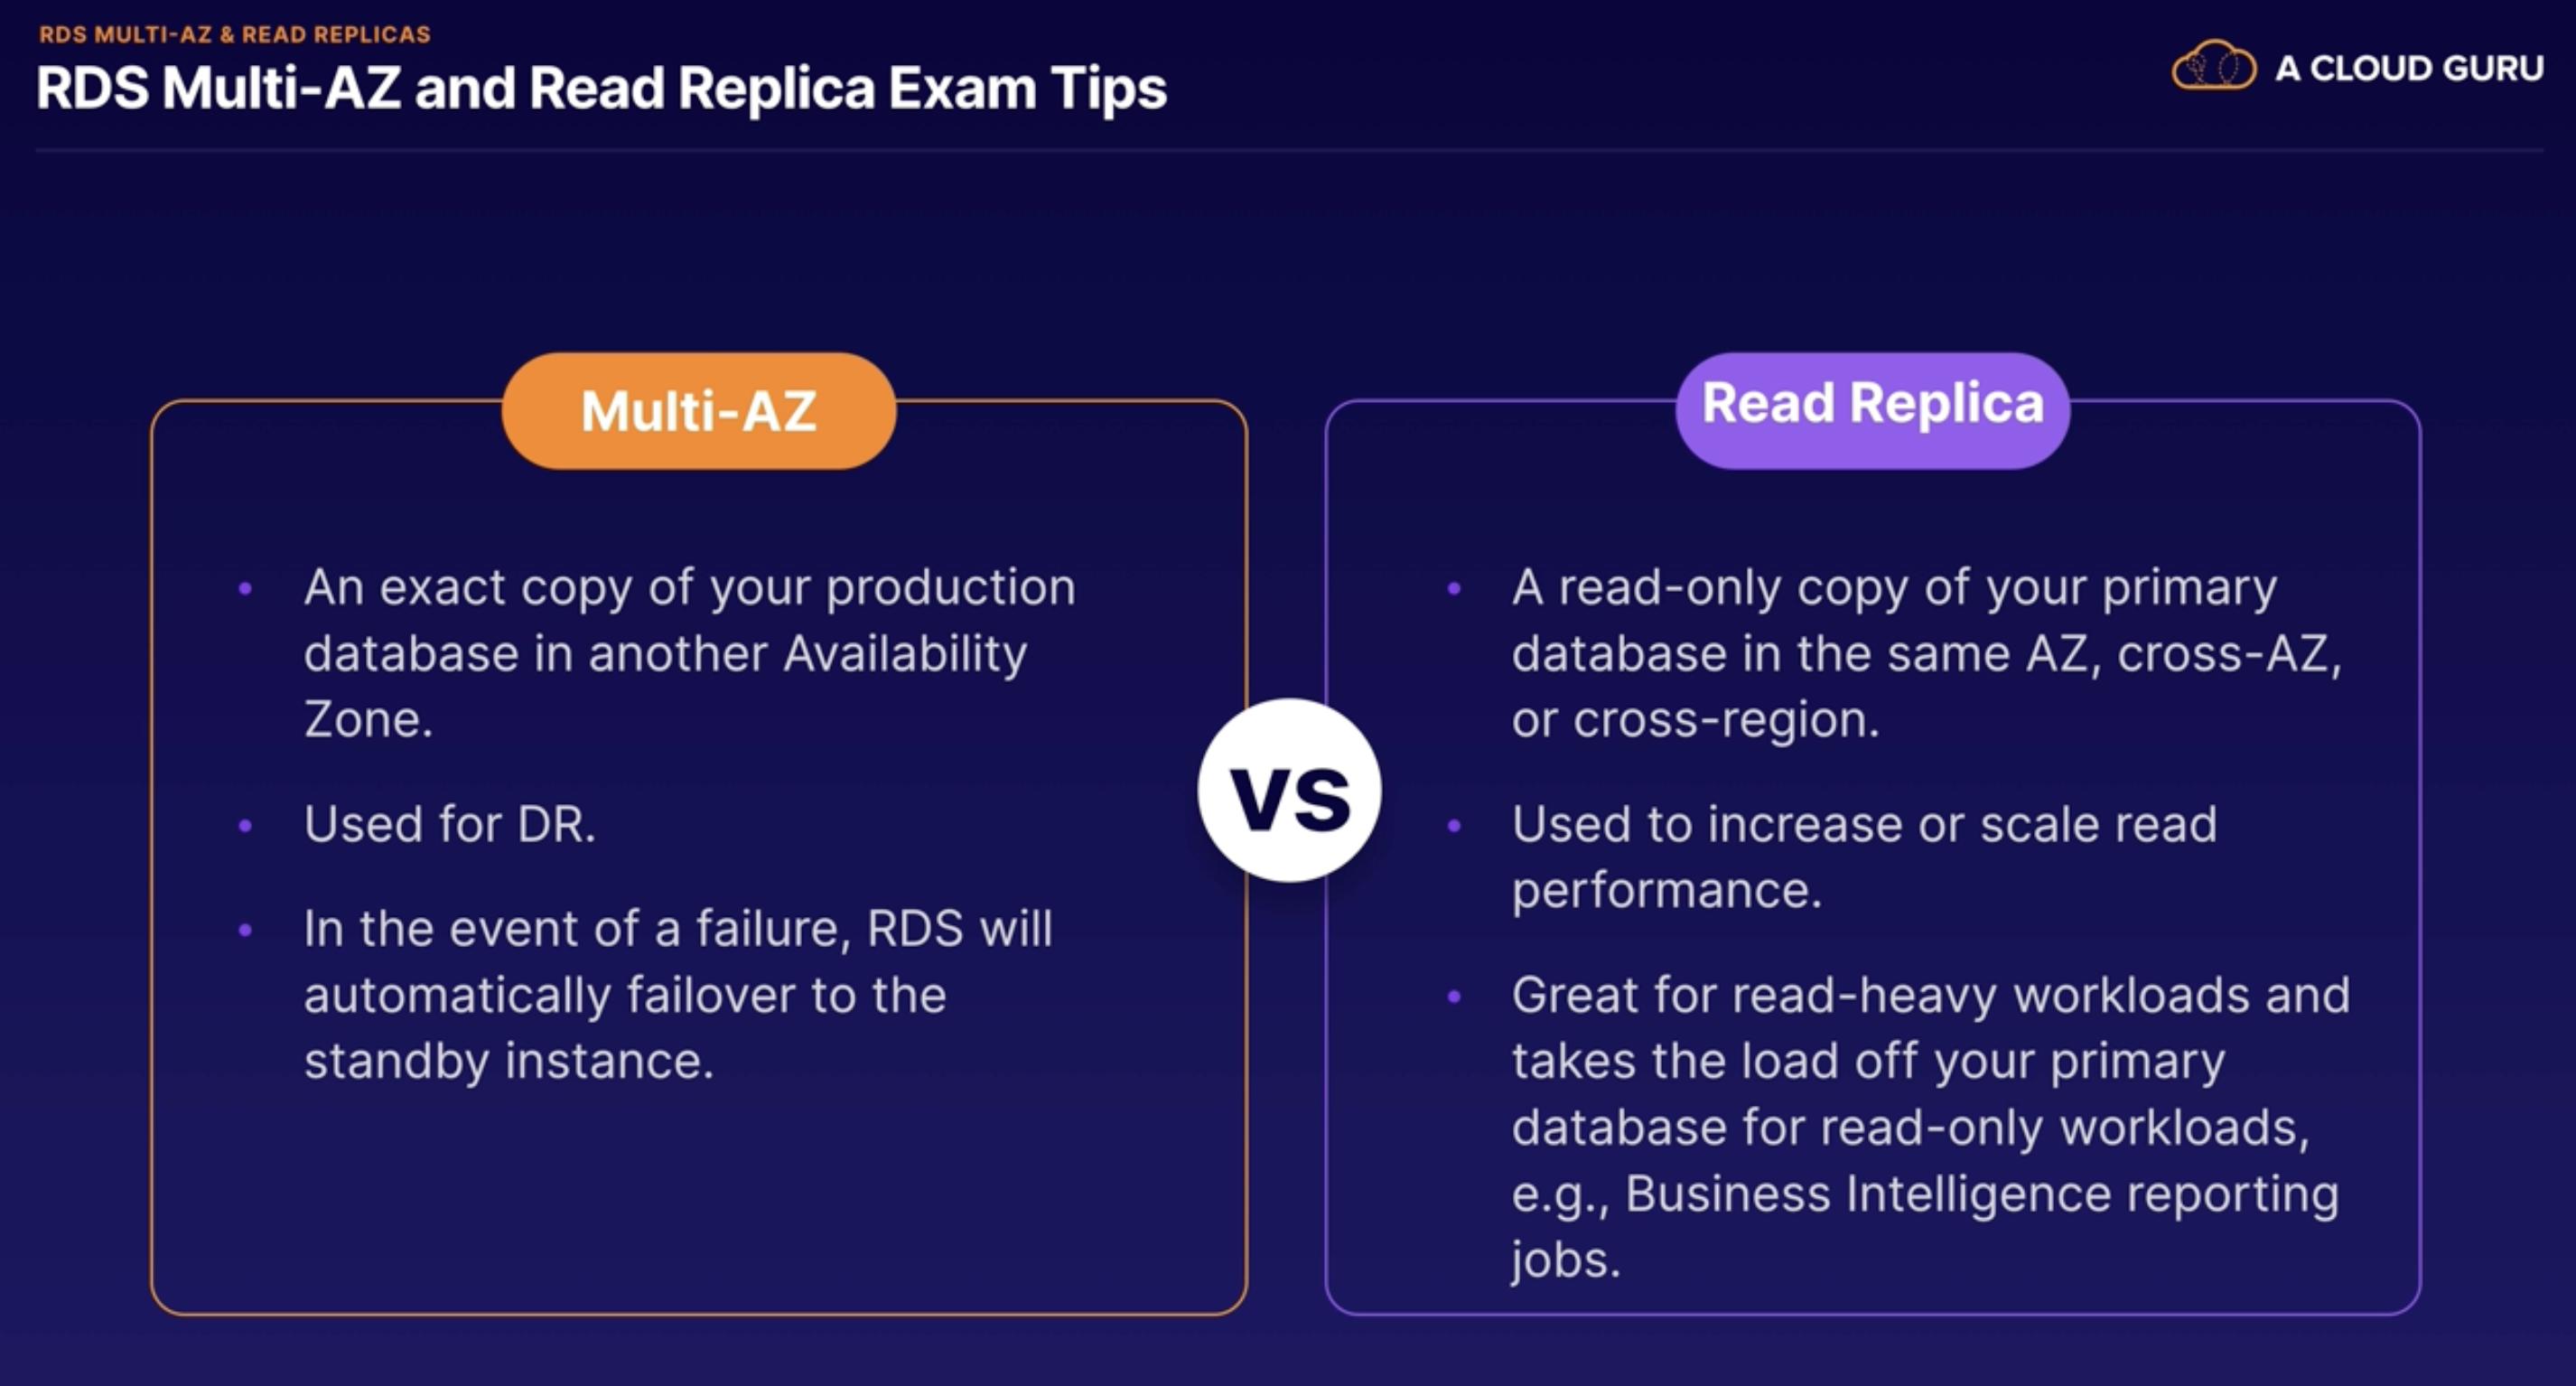 RDS MULTI-AZ & READ REPLICAS
RDS Multi-AZ and Read Replica Exam Tips
A CLOUD GURU
Multi-AZ
• An exact copy of your production
database in another Availability
Zone.
• Used for DR.
• In the event of a failure, RDS will
automatically failover to the
standby instance.
VS
Read Replica
• A read-only copy of your primary
database in the same AZ, cross-AZ,
or cross-region.
• Used to increase or scale read
performance.
• Great for read-heavy workloads and
takes the load off your primary
database for read-only workloads,
e.g., Business Intelligence reporting
jobs.